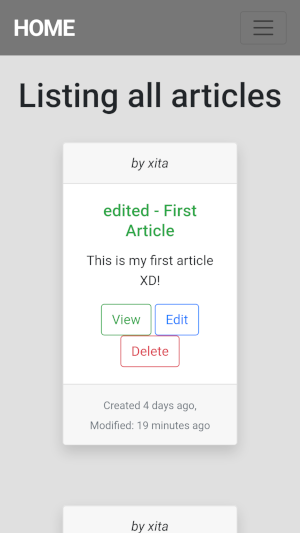 HOME
Listing all articles
by xita
edited - First
Article
This is my first article
XD!
View Edit
Delete
Created 4 days ago,
Modified: 19 minutes ago
by xita